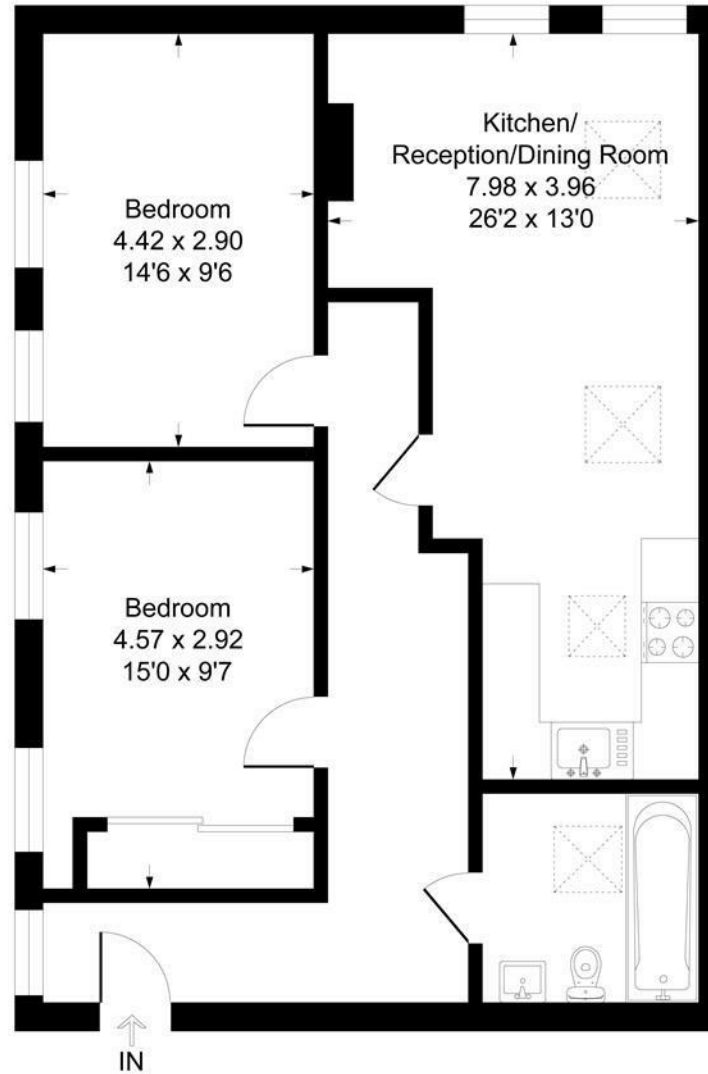 Kitchen/
Reception/Dining Room
7.98 x 3.96
26'2 x 13'0
Bedroom
4.42 x 2.90
14'6 x 9'6
Bedroom
4.57 x 2.92
15'0 x 9'7
IN